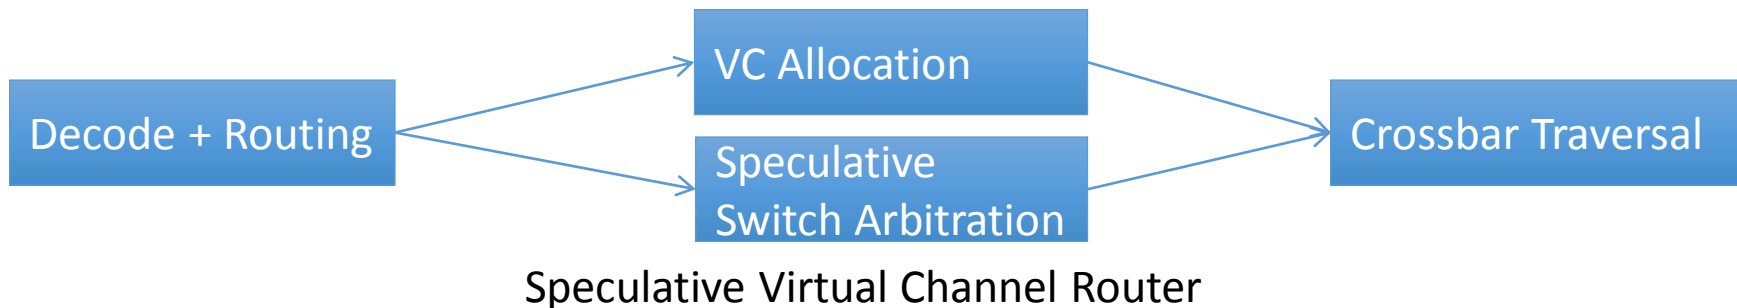 Decode + Routing
VC Allocation
Speculative
Switch Arbitration
Crossbar Traversal
Speculative Virtual Channel Router